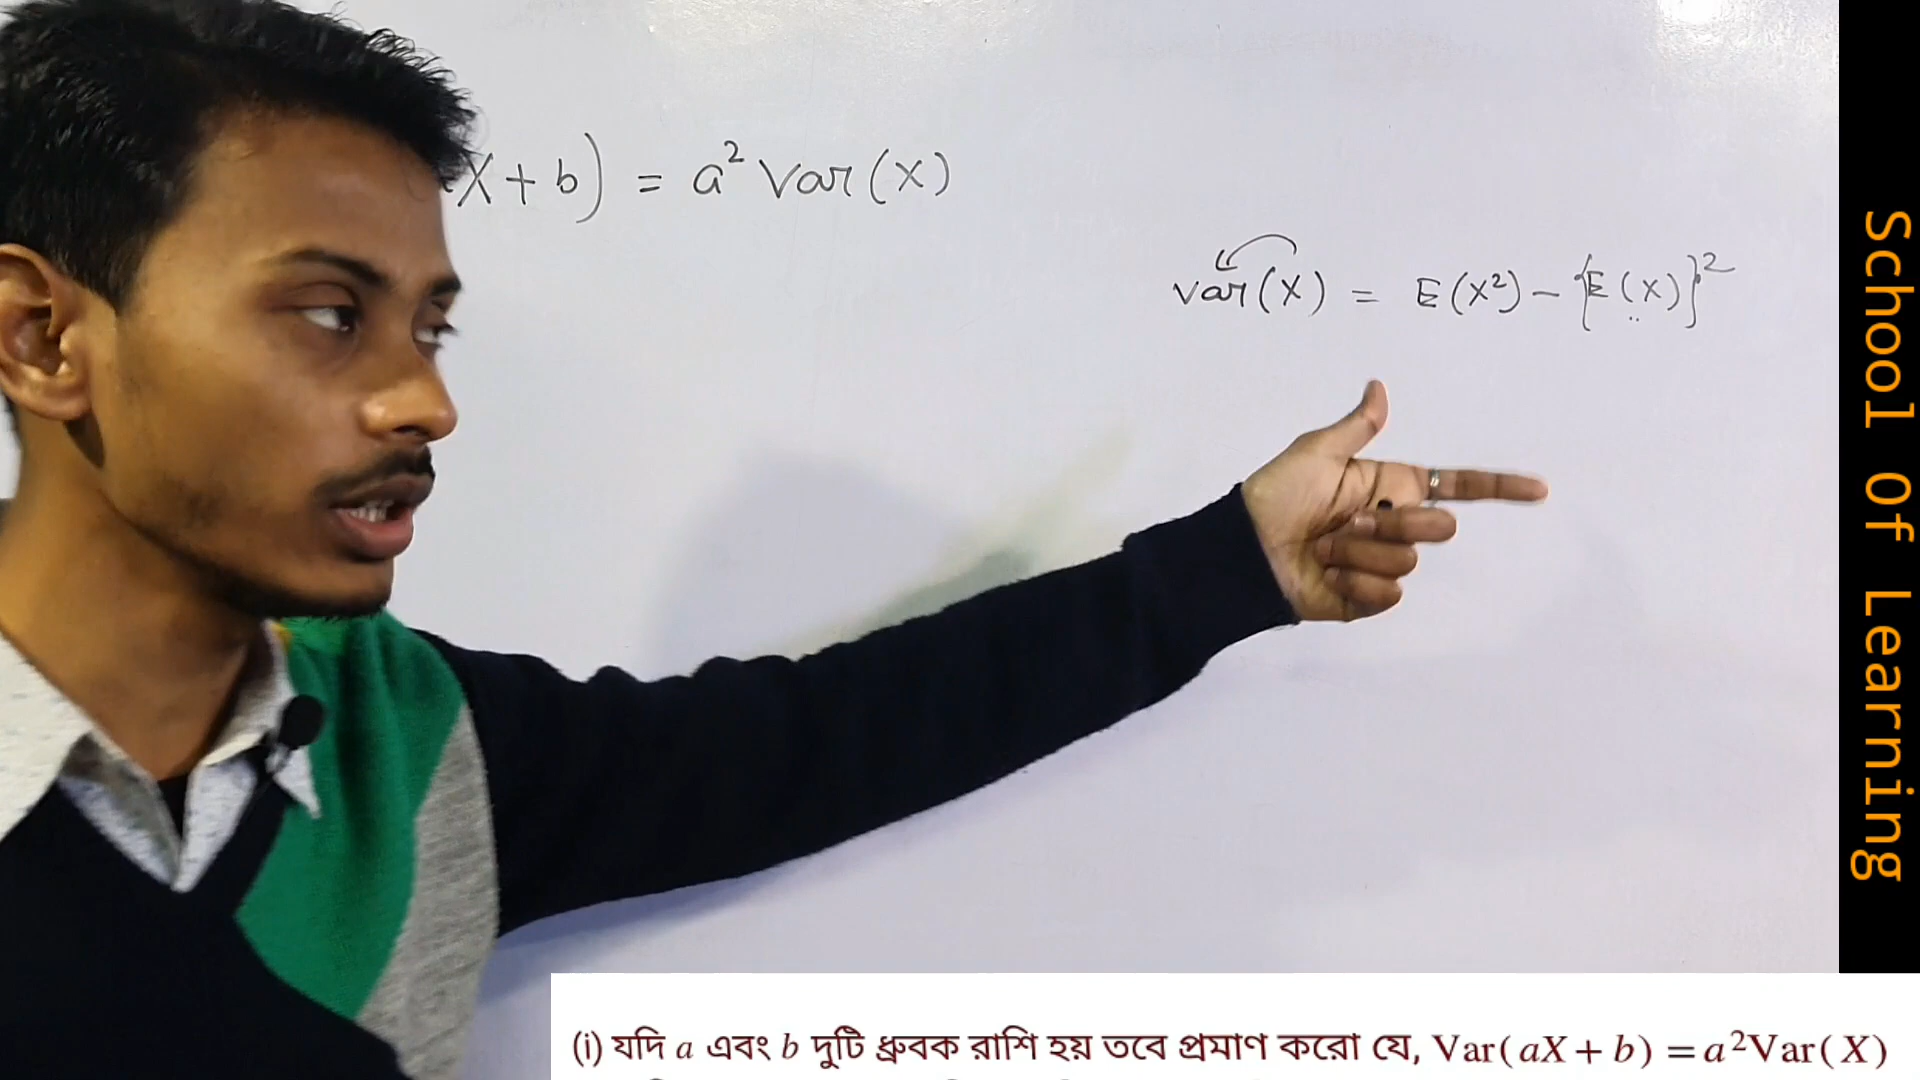 X + b) = a² Var(X)
var(X) = E(X²) – {E(X)}²
School Of Learning
(i) যদি a এবং b দুটি ধ্রুবক রাশি হয় তবে প্রমাণ করো যে, Var(aX + b) = a²Var(X)